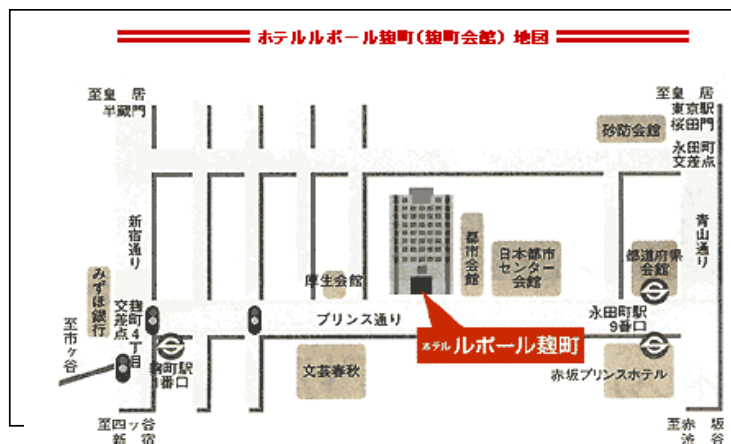 ホテルルポール麹町(麹町会館)地図
至皇居
半蔵門
至皇居
東京駅
桜田門
永田町
交差点
砂防会館
新宿通り
青山通り
みずほ銀行
都市会館
日本都市
センター
会館
都道府県
会館
厚生会館
麹町4丁目
交差点
プリンス通り
永田町駅
9番口
ホテル ルポール麹町
至市ヶ谷
麹町駅
1番口
文芸春秋
赤坂プリンスホテル
至四ッ谷
新宿
至赤坂
渋谷